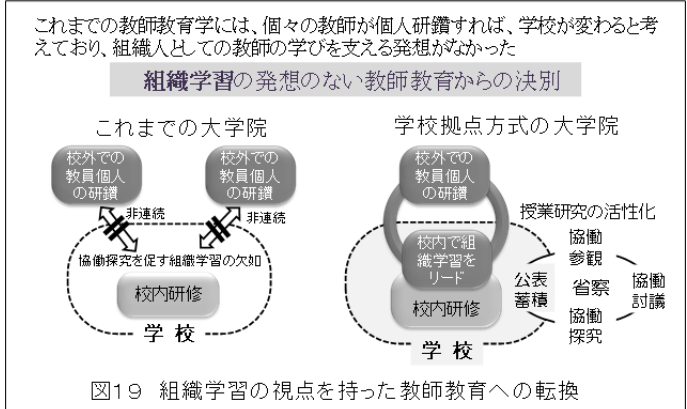 これまでの教師教育学には、個々の教師が個人研鑽すれば、学校が変わると考
えており、組織人としての教師の学びを支える発想がなかった
組織学習の発想のない教師教育からの決別
これまでの大学院
校外での
教員個人
の研鑽
校外での
教員個人
の研鑽
非連続
非連続
協働探究を促す組織学習の欠如
校内研修
学 校
学校拠点方式の大学院
校外での
教員個人
の研鑽
校内で組
織学習を
リード
校内研修
学 校
授業研究の活性化
協働
参観
公表
蓄積
省察
協働
討議
協働
探究
図19 組織学習の視点を持った教師教育への転換